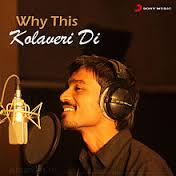 SONY MUSIC
Why This
Kolaveri Di